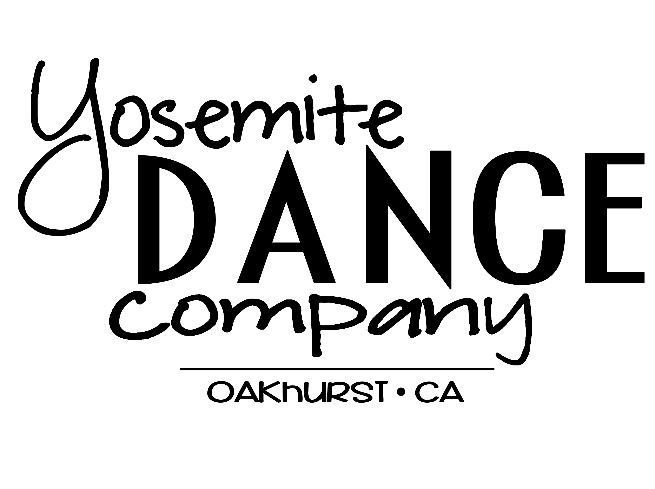 Yosemite
DANCE
company
OAKhURST • CA